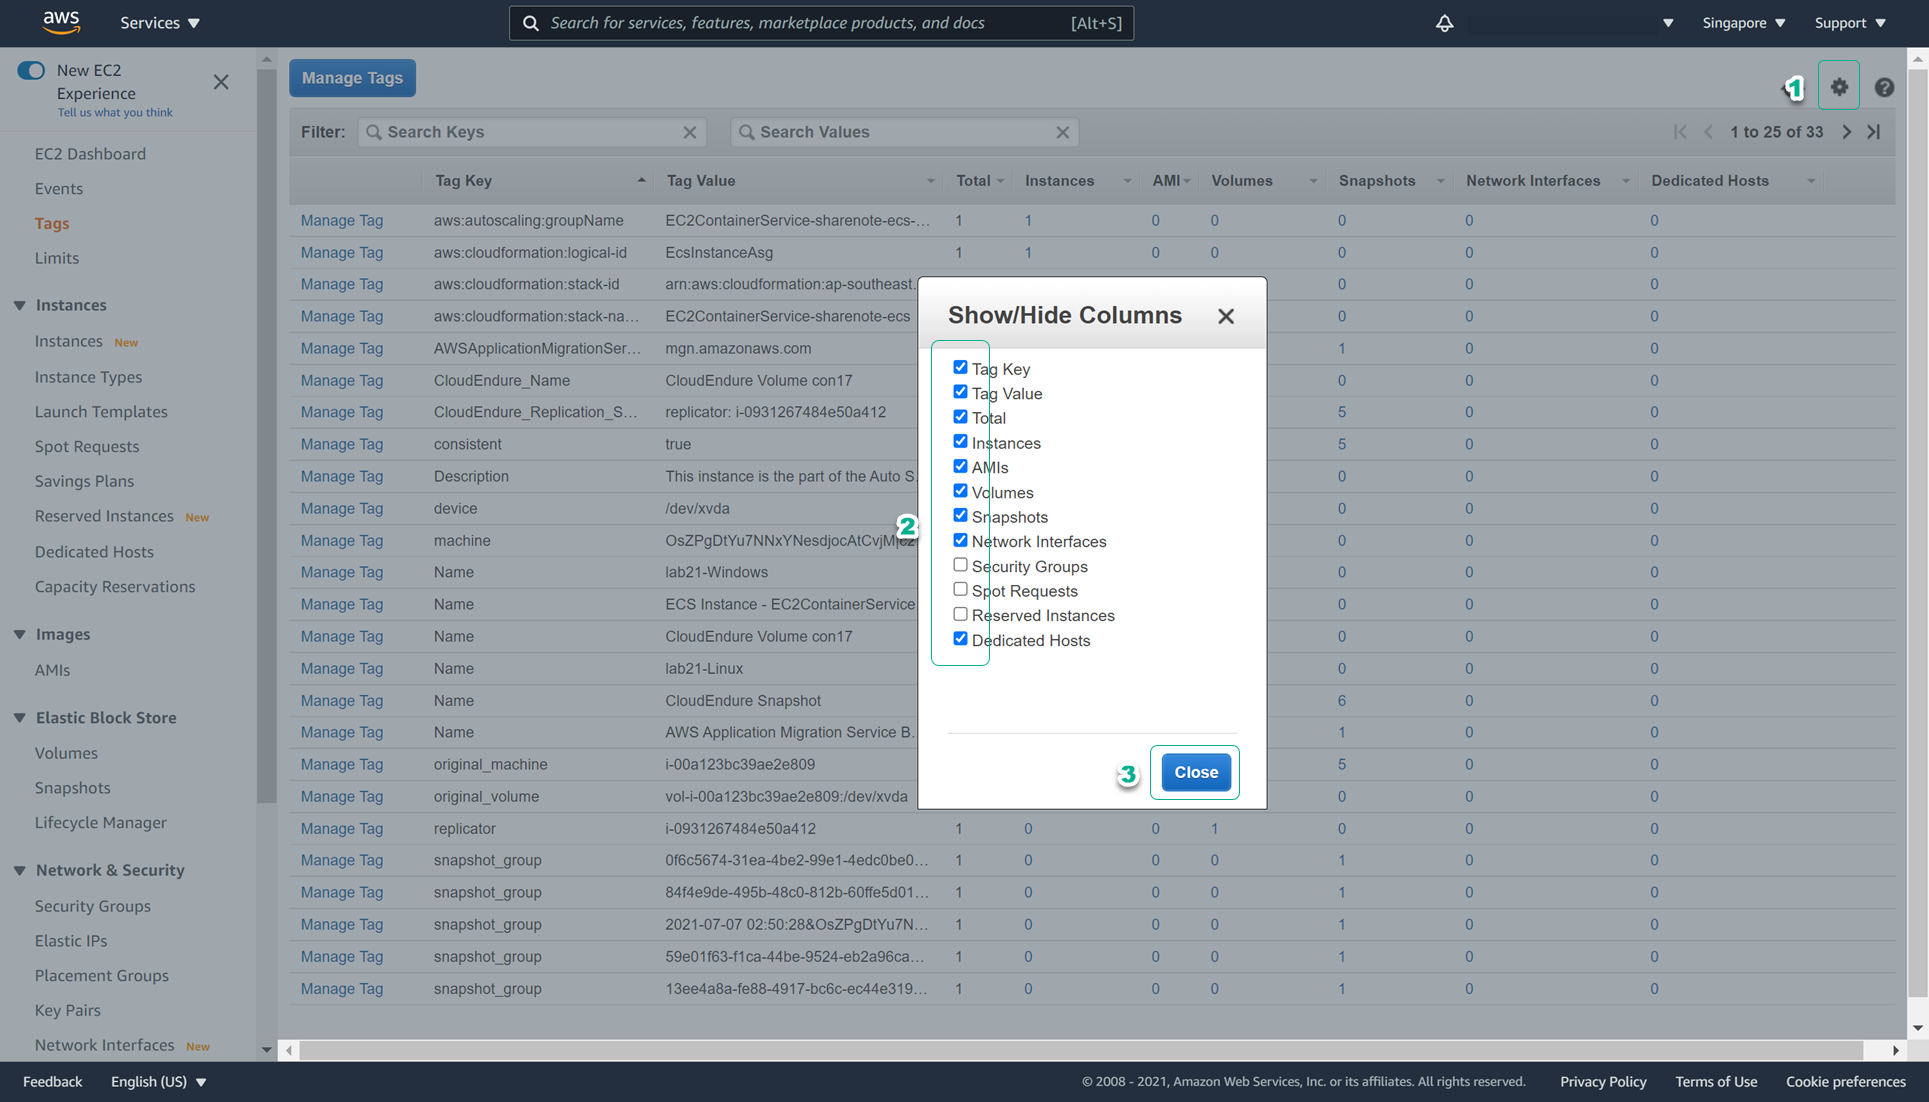 aws
Services
Search for services, features, marketplace products, and docs [Alt+S]
Singapore
Support
New EC2
Experience
Tell us what you think
EC2 Dashboard
Events
Tags
Limits
Instances
Instances New
Instance Types
Launch Templates
Spot Requests
Savings Plans
Reserved Instances New
Dedicated Hosts
Capacity Reservations
Images
AMIs
Elastic Block Store
Volumes
Snapshots
Lifecycle Manager
Network & Security
Security Groups
Elastic IPs
Placement Groups
Key Pairs
Network Interfaces New
Manage Tags
1
Filter: Search Keys Search Values 1 to 25 of 33
Tag Key Tag Value Total Instances AMI Volumes Snapshots Network Interfaces Dedicated Hosts
Manage Tag aws:autoscaling:groupName EC2ContainerService-sharenote-ecs-... 1 1 0 0 0 0 0
Manage Tag aws:cloudformation:logical-id EcsInstanceAsg 1 1 0 0 0 0 0
Manage Tag aws:cloudformation:stack-id arn:aws:cloudformation:ap-southeast. 0 0 0
Manage Tag aws:cloudformation:stack-na... EC2ContainerService-sharenote-ecs 0 0 0
Manage Tag AWSApplicationMigrationSer... mgn.amazonaws.com 1 0 0
Manage Tag CloudEndure_Name CloudEndure Volume con17 0 0 0
Manage Tag CloudEndure_Replication_S... replicator: i-0931267484e50a412 5 0 0
Manage Tag consistent true 5 0 0
Manage Tag Description This instance is the part of the Auto S. 0 0 0
Manage Tag device /dev/xvda 0 0 0
Manage Tag machine 0 0 0
Manage Tag Name lab21-Windows 0 0 0
Manage Tag Name ECS Instance - EC2ContainerService 0 0 0
Manage Tag Name CloudEndure Volume con17 0 0 0
Manage Tag Name lab21-Linux 0 0 0
Manage Tag Name CloudEndure Snapshot 6 0 0
Manage Tag Name AWS Application Migration Service B. 1 0 0
Manage Tag original_machine i-00a123bc39ae2e809 5 0 0
Manage Tag original_volume vol-i-00a123bc39ae2e809:/dev/xvda 0 0 0
Manage Tag replicator i-0931267484e50a412 1 0 0 1 0 0 0
Manage Tag snapshot_group 0f6c5674-31ea-4be2-99e1-4edc0be0... 1 0 0 0 1 0 0
Manage Tag snapshot_group 84f4e9de-495b-48c0-812b-60ffe5d01... 1 0 0 0 1 0 0
Manage Tag snapshot_group 2021-07-07 02:50:28&OsZPgDtYu7N... 1 0 0 0 1 0 0
Manage Tag snapshot_group 59e01f63-f1ca-44be-9524-eb2a96ca... 1 0 0 0 1 0 0
Manage Tag snapshot_group 13ee4a8a-fe88-4917-bc6c-ec44e319... 1 0 0 0 1 0 0
Show/Hide Columns
2
Tag Key
Tag Value
Total
Instances
AMIs
Volumes
Snapshots
Network Interfaces
Security Groups
Spot Requests
Reserved Instances
Dedicated Hosts
3 Close
Feedback English (US) © 2008 - 2021, Amazon Web Services, Inc. or its affiliates. All rights reserved. Privacy Policy Terms of Use Cookie preferences